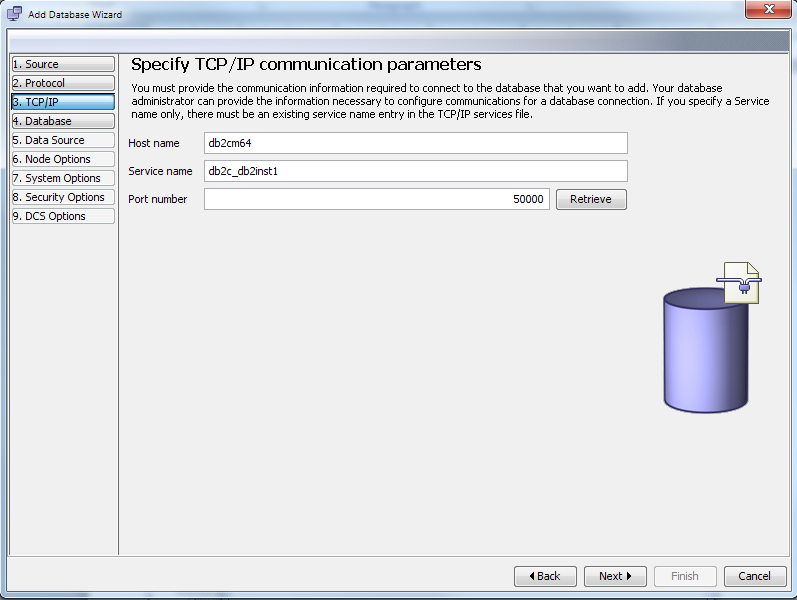 Add Database Wizard
1. Source
2. Protocol
3. TCP/IP
4. Database
5. Data Source
6. Node Options
7. System Options
8. Security Options
9. DCS Options
Specify TCP/IP communication parameters
You must provide the communication information required to connect to the database that you want to add. Your database
administrator can provide the information necessary to configure communications for a database connection. If you specify a Service
name only, there must be an existing service name entry in the TCP/IP services file.
Host name db2cm64
Service name db2c_db2inst1
Port number 50000 Retrieve
Back Next Finish Cancel